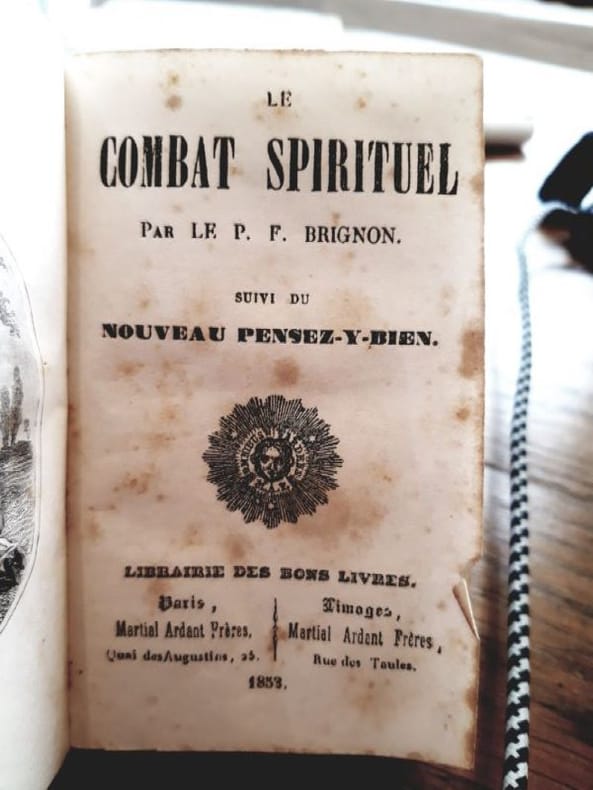 LE
COMBAT SPIRITUEL
PAR LE P. F. BRIGNON.
SUIVI DU
NOUVEAU PENSEZ-Y-BIEN.
LIBRAIRIE DES BONS LIVRES.
Paris,
Martial Ardant Frères,
Quai des Augustins, 25.
Limoges,
Martial Ardant Frères,
Rue des Taules.
1853.